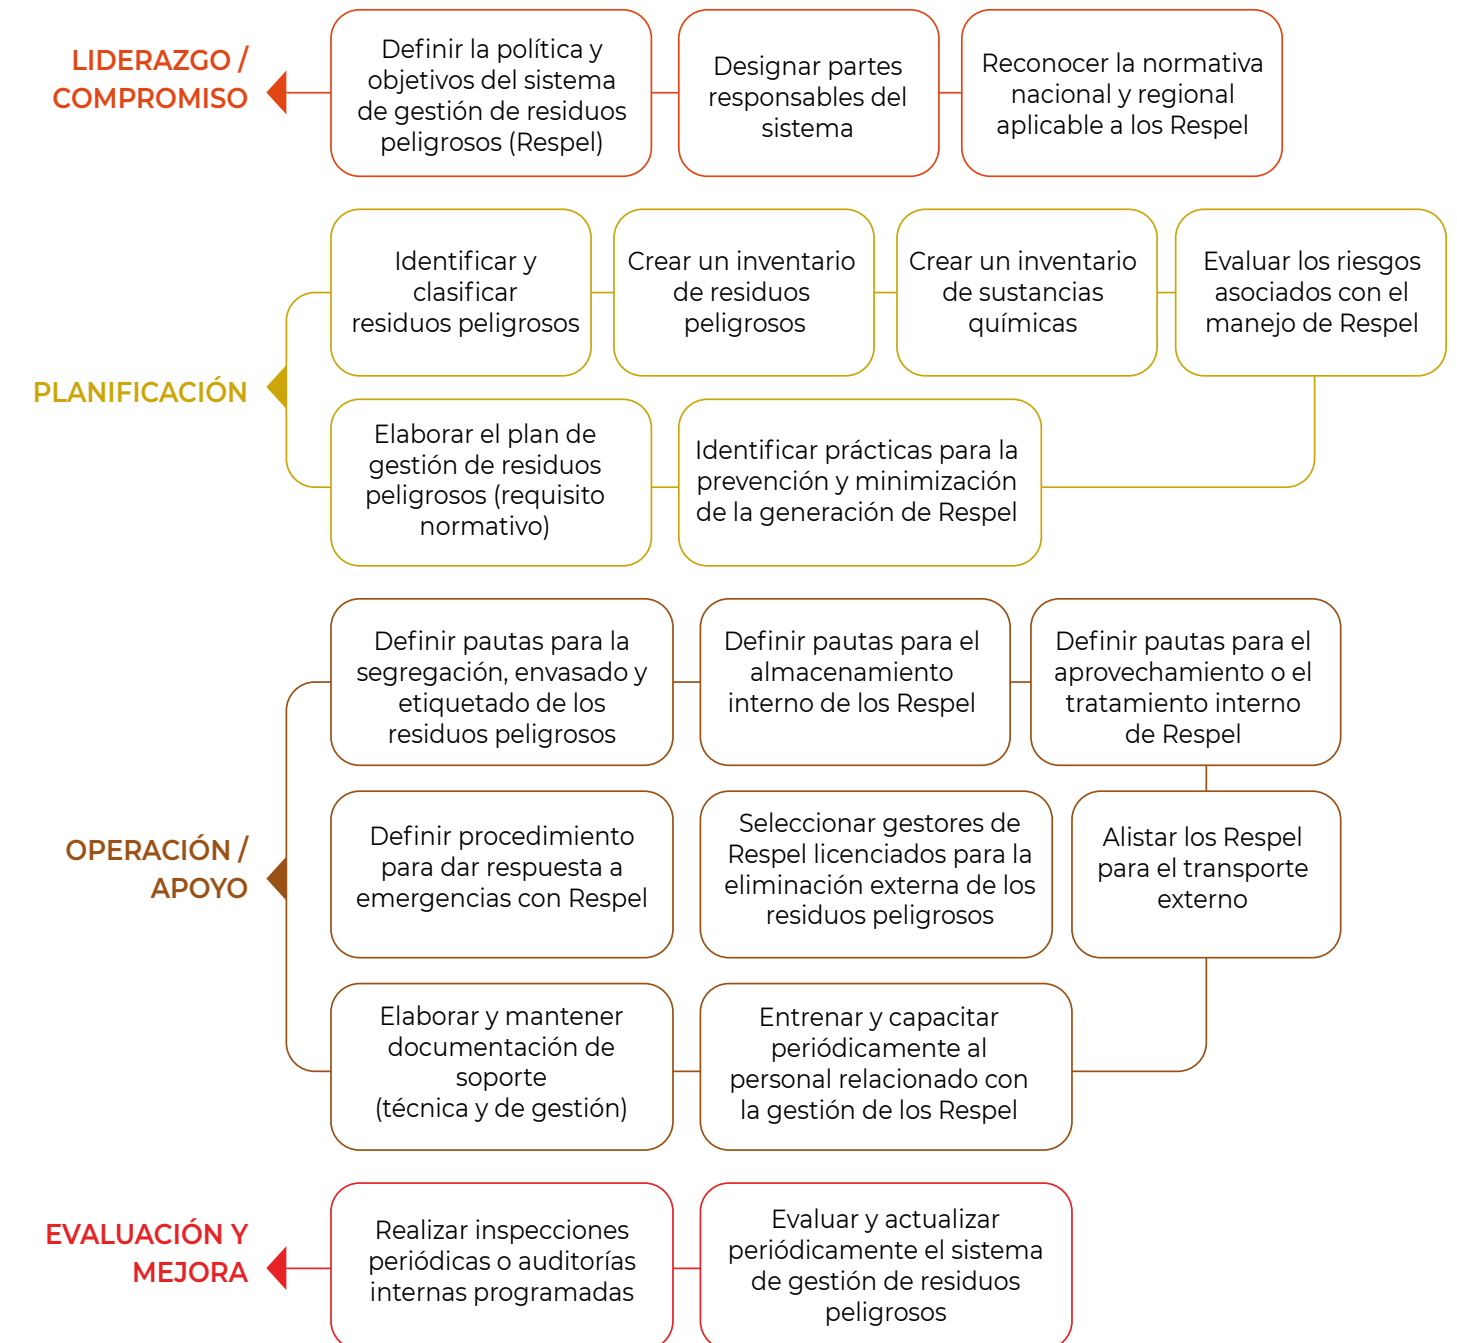 LIDERAZGO /
COMPROMISO
Definir la política y
objetivos del sistema
de gestión de residuos
peligrosos (Respel)
Designar partes
responsables del
sistema
Reconocer la normativa
nacional y regional
aplicable a los Respel
PLANIFICACIÓN
Identificar y
clasificar
residuos peligrosos
Crear un inventario
de residuos
peligrosos
Crear un inventario
de sustancias
químicas
Evaluar los riesgos
asociados con el
manejo de Respel
Elaborar el plan de
gestión de residuos
peligrosos (requisito
normativo)
Identificar prácticas para la
prevención y minimización
de la generación de Respel
OPERACIÓN /
APOYO
Definir pautas para la
segregación, envasado y
etiquetado de los
residuos peligrosos
Definir pautas para el
almacenamiento
interno de los Respel
Definir pautas para el
aprovechamiento o el
tratamiento interno
de Respel
Definir procedimiento
para dar respuesta a
emergencias con Respel
Seleccionar gestores de
Respel licenciados para la
eliminación externa de los
residuos peligrosos
Alistar los Respel
para el transporte
externo
Elaborar y mantener
documentación de
soporte
(técnica y de gestión)
Entrenar y capacitar
periódicamente al
personal relacionado con
la gestión de los Respel
EVALUACIÓN Y
MEJORA
Realizar inspecciones
periódicas o auditorías
internas programadas
Evaluar y actualizar
periódicamente el sistema
de gestión de residuos
peligrosos